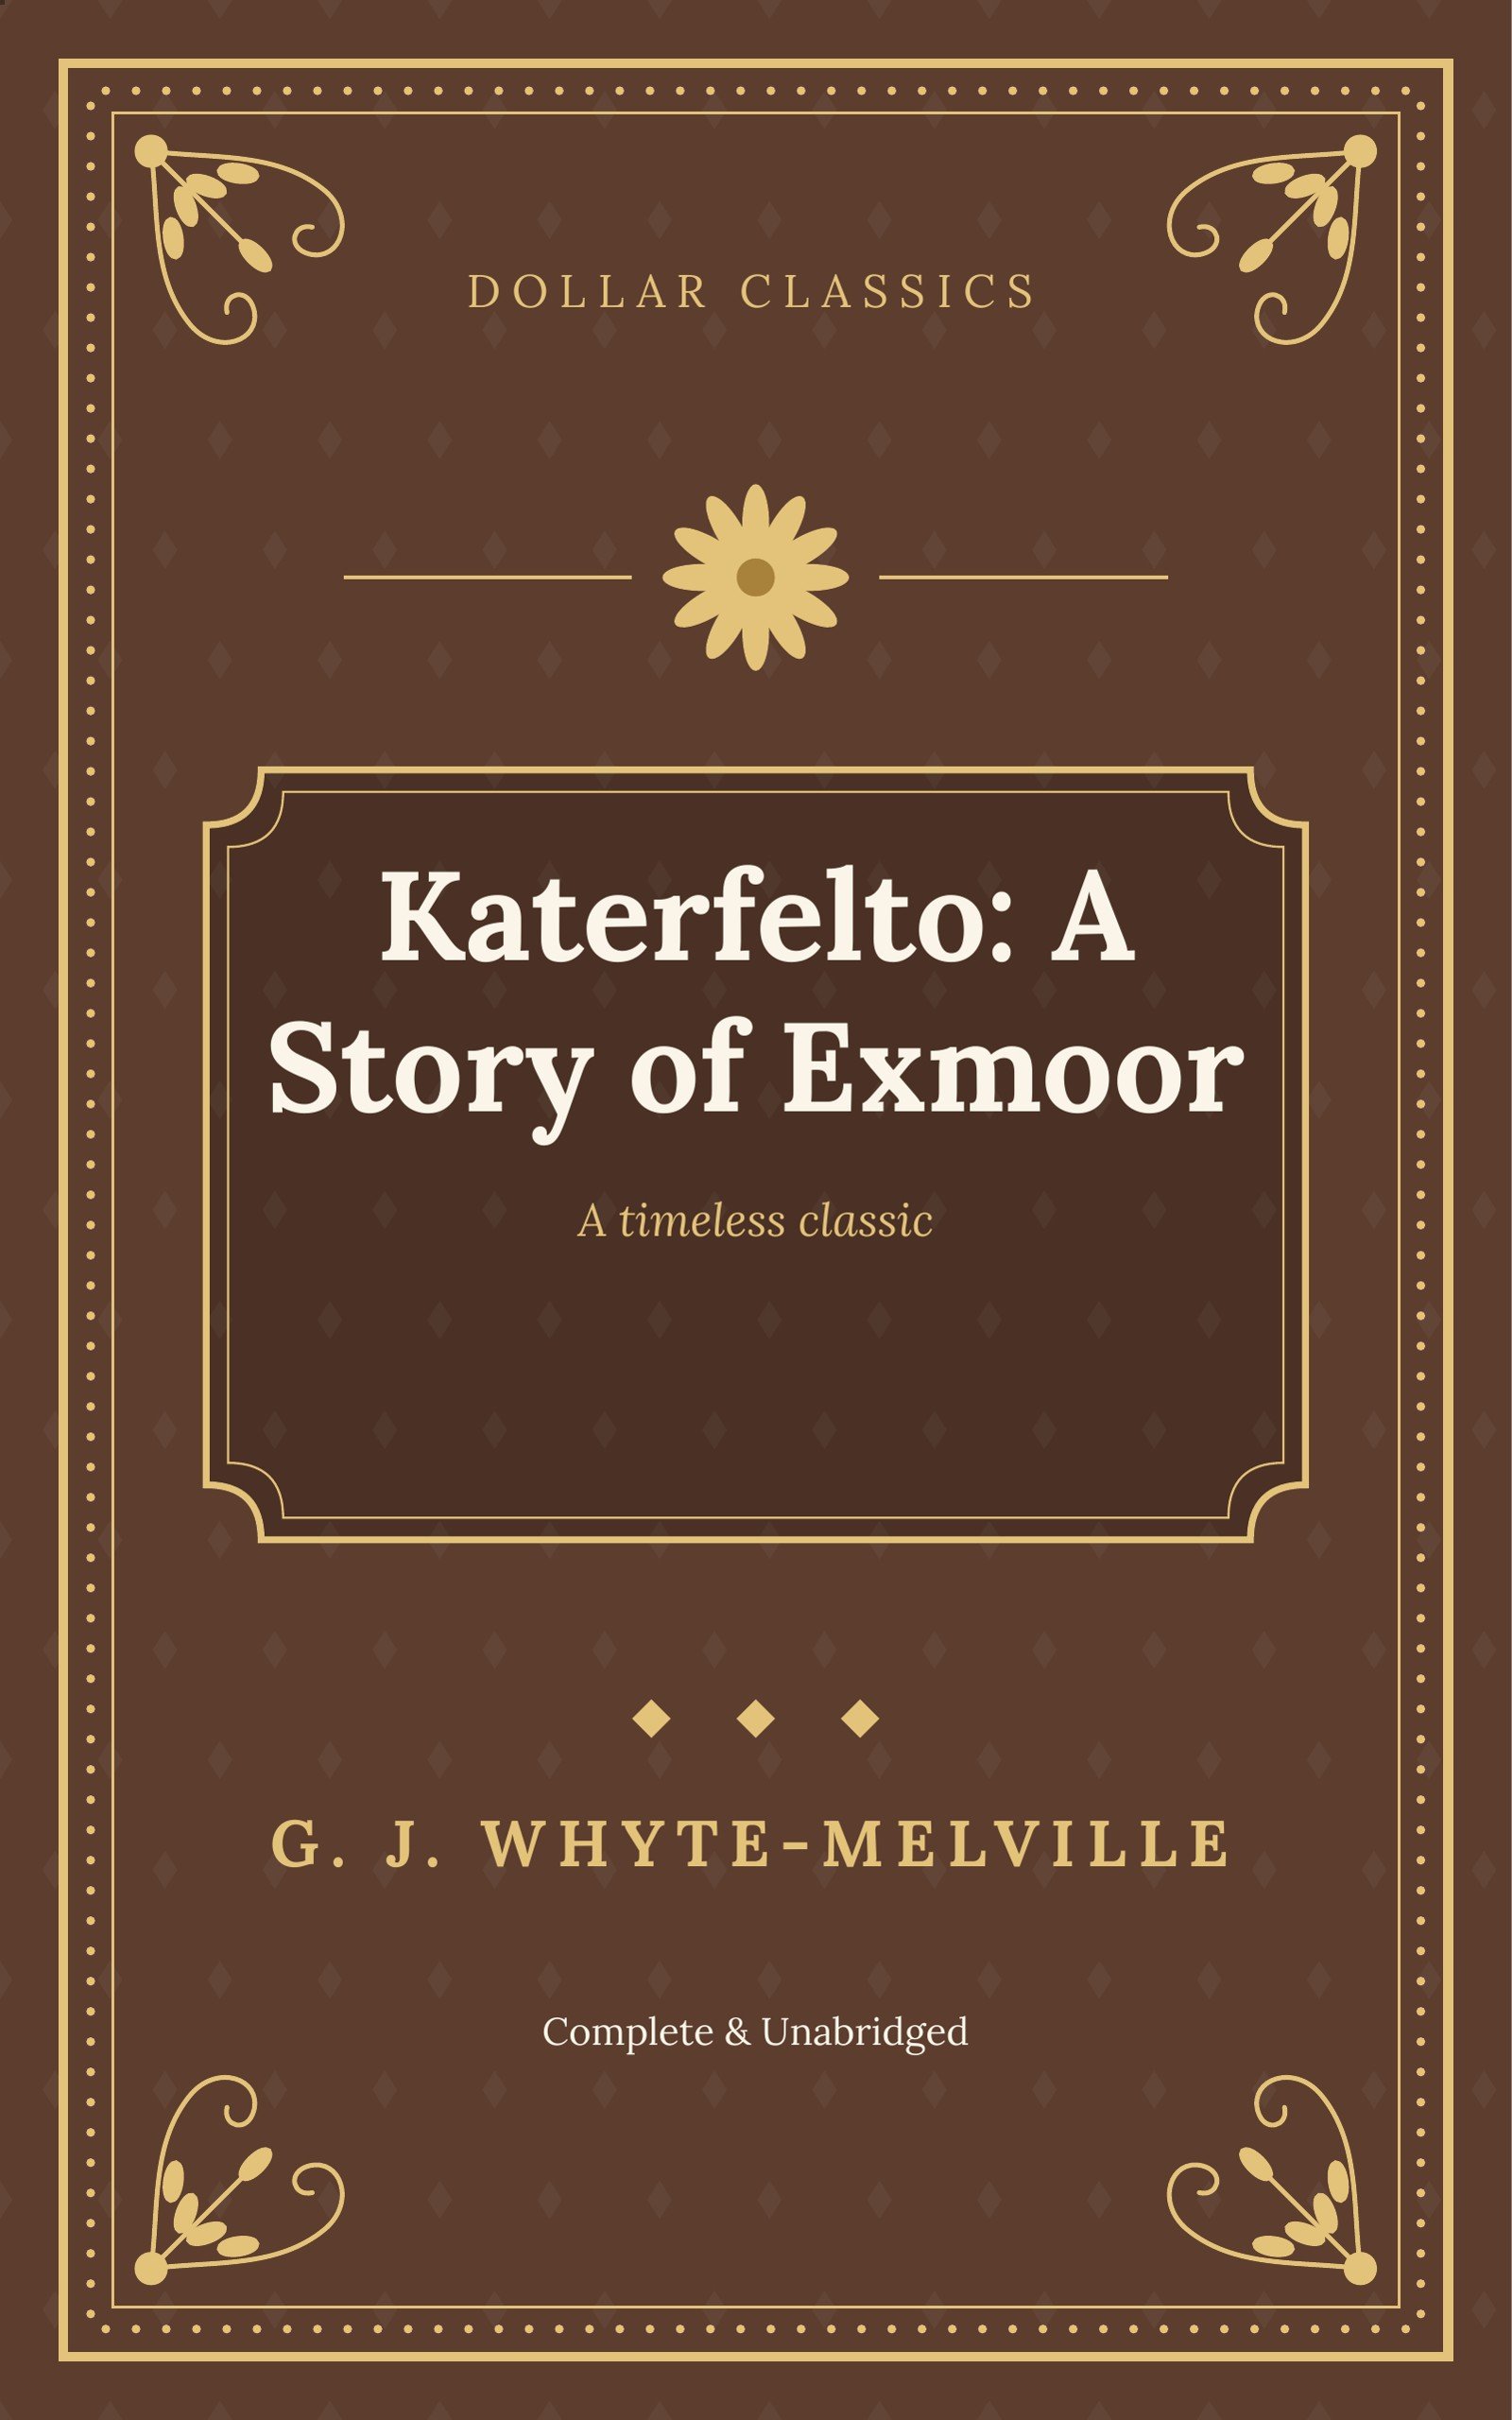 DOLLAR CLASSICS
Katerfelto: A
Story of Exmoor
A timeless classic
G. J. WHYTE-MELVILLE
Complete & Unabridged